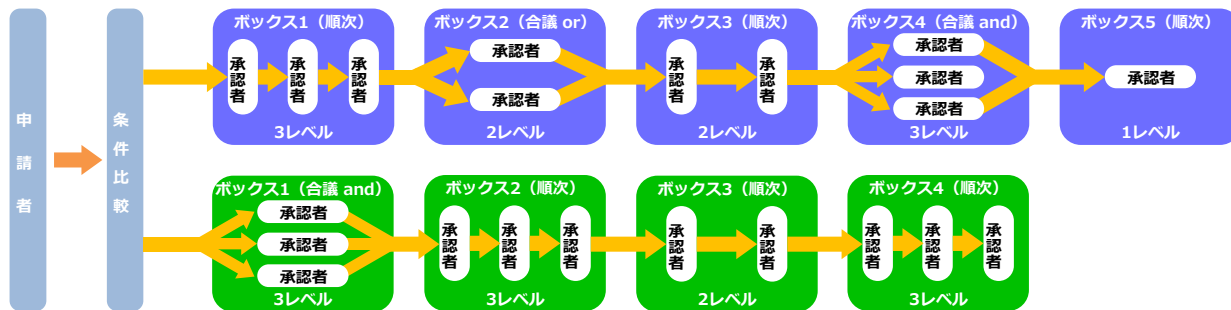 申請者
条件比較
ボックス1（順次）
承認者
承認者
承認者
3レベル
ボックス2（合議 or）
承認者
承認者
2レベル
ボックス3（順次）
承認者
承認者
2レベル
ボックス4（合議 and）
承認者
承認者
承認者
3レベル
ボックス5（順次）
承認者
1レベル
ボックス1（合議 and）
承認者
承認者
承認者
3レベル
ボックス2（順次）
承認者
承認者
承認者
3レベル
ボックス3（順次）
承認者
承認者
2レベル
ボックス4（順次）
承認者
承認者
承認者
3レベル